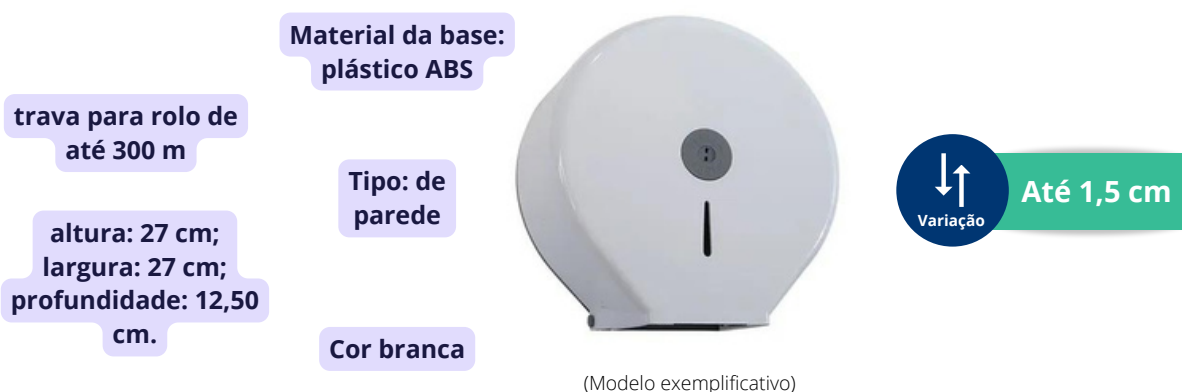 Material da base:
plástico ABS
trava para rolo de
até 300 m
Tipo: de
parede
altura: 27 cm;
largura: 27 cm;
profundidade: 12,50
cm.
Cor branca
Variação
Até 1,5 cm
(Modelo exemplificativo)